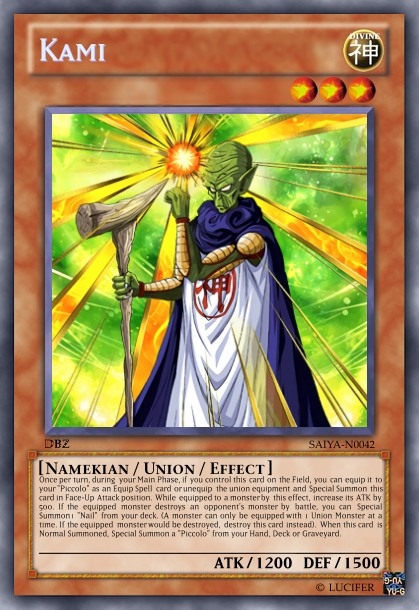 KAMI
DIVINE
神
神
DBZ
SAIYA-N0042
[NAMEKIAN / UNION / EFFECT]
Once per turn, during your Main Phase, if you control this card on the Field, you can equip it to
your "Piccolo" as an Equip Spell card or unequip the union equipment and Special Summon this
card in Face-Up Attack position. While equipped to a monster by this effect, increase its ATK by
500. If the equipped monster destroys an opponent's monster by battle, you can Special
Summon 1 "Nail" from your deck. (A monster can only be equipped with 1 Union Monster at a
time. If the equipped monster would be destroyed, destroy this card instead). When this card is
Normal Summoned, Special Summon a "Piccolo" from your Hand, Deck or Graveyard.
ATK / 1200 DEF / 1500
© LUCIFER